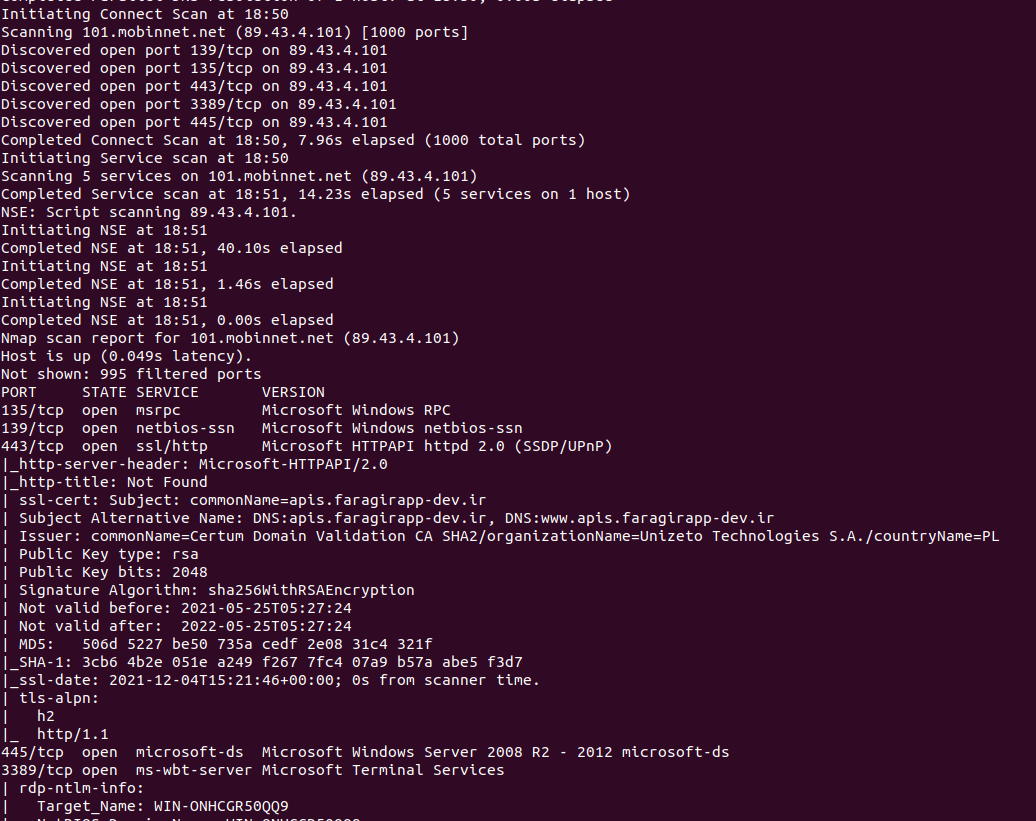 Initiating Connect Scan at 18:50
Scanning 101.mobinnet.net (89.43.4.101) [1000 ports]
Discovered open port 139/tcp on 89.43.4.101
Discovered open port 135/tcp on 89.43.4.101
Discovered open port 443/tcp on 89.43.4.101
Discovered open port 3389/tcp on 89.43.4.101
Discovered open port 445/tcp on 89.43.4.101
Completed Connect Scan at 18:50, 7.96s elapsed (1000 total ports)
Initiating Service scan at 18:50
Scanning 5 services on 101.mobinnet.net (89.43.4.101)
Completed Service scan at 18:51, 14.23s elapsed (5 services on 1 host)
NSE: Script scanning 89.43.4.101.
Initiating NSE at 18:51
Completed NSE at 18:51, 40.10s elapsed
Initiating NSE at 18:51
Completed NSE at 18:51, 1.46s elapsed
Initiating NSE at 18:51
Completed NSE at 18:51, 0.00s elapsed
Nmap scan report for 101.mobinnet.net (89.43.4.101)
Host is up (0.049s latency).
Not shown: 995 filtered ports
PORT     STATE SERVICE       VERSION
135/tcp  open  msrpc         Microsoft Windows RPC
139/tcp  open  netbios-ssn   Microsoft Windows netbios-ssn
443/tcp  open  ssl/http      Microsoft HTTPAPI httpd 2.0 (SSDP/UPnP)
|_http-server-header: Microsoft-HTTPAPI/2.0
|_http-title: Not Found
| ssl-cert: Subject: commonName=apis.faragirapp-dev.ir
| Subject Alternative Name: DNS:apis.faragirapp-dev.ir, DNS:www.apis.faragirapp-dev.ir
| Issuer: commonName=Certum Domain Validation CA SHA2/organizationName=Unizeto Technologies S.A./countryName=PL
| Public Key type: rsa
| Public Key bits: 2048
| Signature Algorithm: sha256WithRSAEncryption
| Not valid before: 2021-05-25T05:27:24
| Not valid after:  2022-05-25T05:27:24
| MD5:   506d 5227 be50 735a cedf 2e08 31c4 321f
|_SHA-1: 3cb6 4b2e 051e a249 f267 7fc4 07a9 b57a abe5 f3d7
|_ssl-date: 2021-12-04T15:21:46+00:00; 0s from scanner time.
| tls-alpn:
|   h2
|_  http/1.1
445/tcp  open  microsoft-ds  Microsoft Windows Server 2008 R2 - 2012 microsoft-ds
3389/tcp open  ms-wbt-server Microsoft Terminal Services
| rdp-ntlm-info:
|   Target_Name: WIN-ONHCGR50QQ9